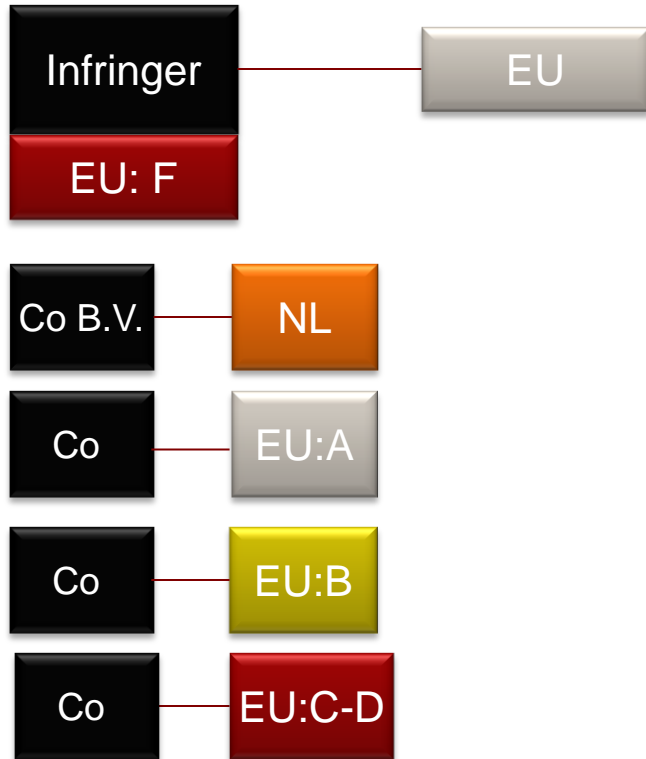 Infringer
EU
EU: F
Co B.V.
NL
Co
EU:A
Co
EU:B
Co
EU:C-D